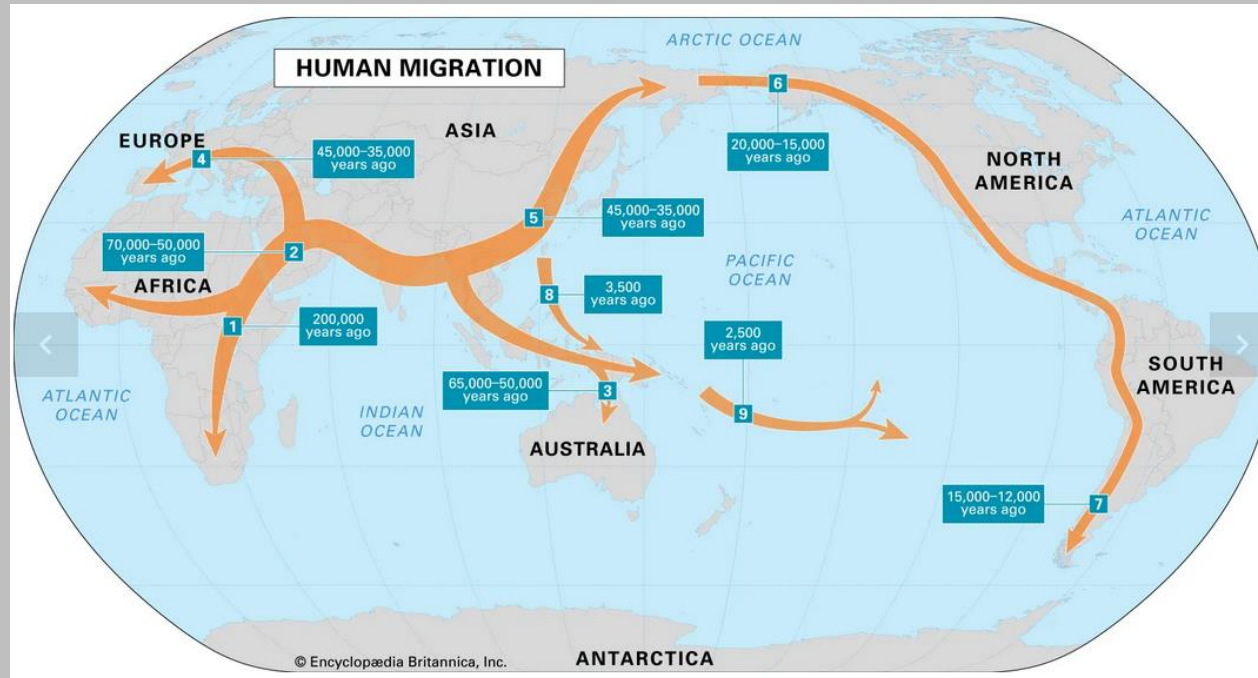 ARCTIC OCEAN
HUMAN MIGRATION
6
EUROPE
ASIA
4
45,000–35,000
years ago
20,000–15,000
years ago
NORTH
AMERICA
5
45,000–35,000
years ago
ATLANTIC
OCEAN
70,000–50,000
years ago
2
PACIFIC
OCEAN
AFRICA
8
3,500
years ago
1
200,000
years ago
2,500
years ago
SOUTH
AMERICA
65,000–50,000
years ago
3
ATLANTIC
OCEAN
INDIAN
OCEAN
9
AUSTRALIA
15,000–12,000
years ago
7
© Encyclopædia Britannica, Inc.
ANTARCTICA